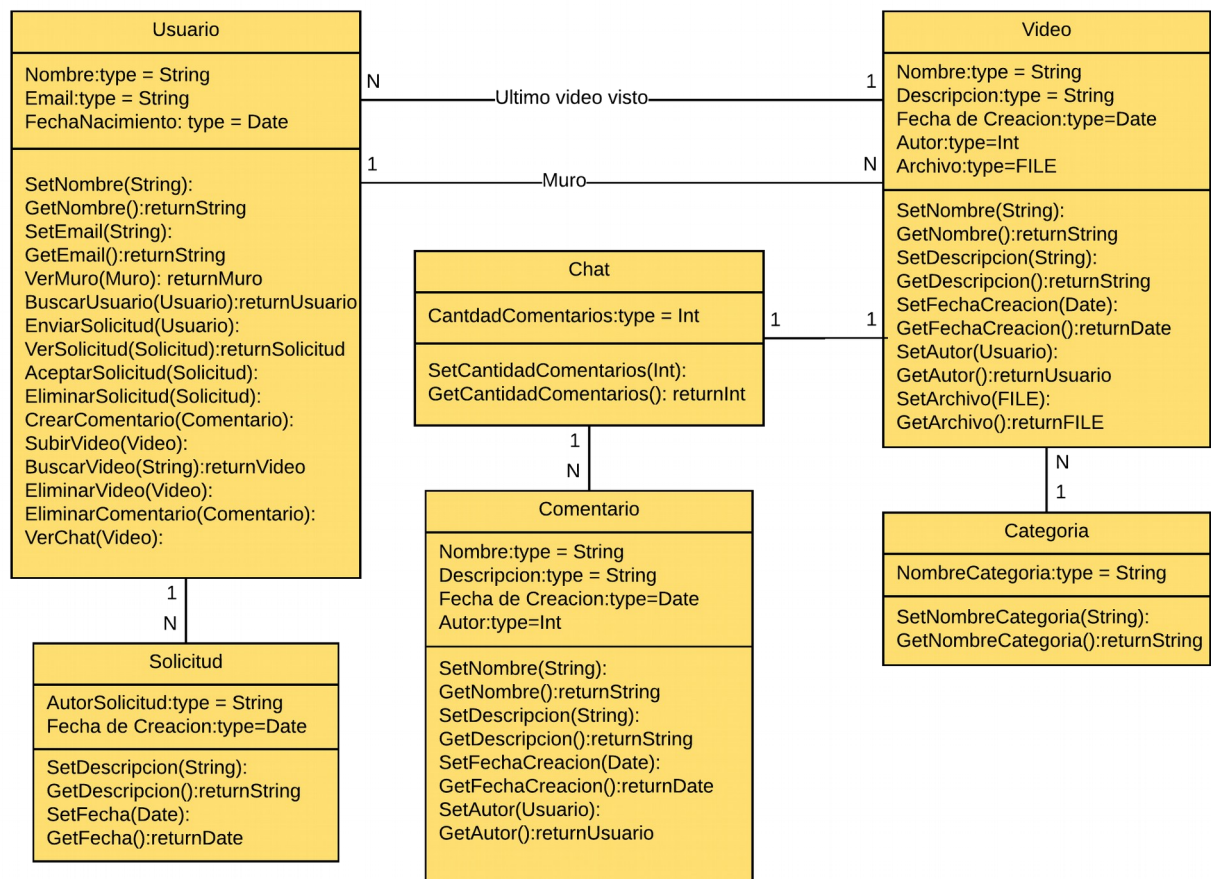 Usuario
Nombre:type = String
Email:type = String
FechaNacimiento: type = Date
SetNombre(String):
GetNombre():returnString
SetEmail(String):
GetEmail():returnString
VerMuro(Muro): returnMuro
BuscarUsuario(Usuario):returnUsuario
EnviarSolicitud(Usuario):
VerSolicitud(Solicitud):returnSolicitud
AceptarSolicitud(Solicitud):
EliminarSolicitud(Solicitud):
CrearComentario(Comentario):
SubirVideo(Video):
BuscarVideo(String):returnVideo
EliminarVideo(Video):
EliminarComentario(Comentario):
VerChat(Video):
N
Ultimo video visto
1
1
Muro
N
Video
Nombre:type = String
Descripcion:type = String
Fecha de Creacion:type=Date
Autor:type=Int
Archivo:type=FILE
SetNombre(String):
GetNombre():returnString
SetDescripcion(String):
GetDescripcion():returnString
SetFechaCreacion(Date):
GetFechaCreacion():returnDate
SetAutor(Usuario):
GetAutor():returnUsuario
SetArchivo(FILE):
GetArchivo():returnFILE
Chat
CantdadComentarios:type = Int
SetCantidadComentarios(Int):
GetCantidadComentarios(): returnInt
1
1
1
N
Comentario
Nombre:type = String
Descripcion:type = String
Fecha de Creacion:type=Date
Autor:type=Int
SetNombre(String):
GetNombre():returnString
SetDescripcion(String):
GetDescripcion():returnString
SetFechaCreacion(Date):
GetFechaCreacion():returnDate
SetAutor(Usuario):
GetAutor():returnUsuario
N
1
Categoria
NombreCategoria:type = String
SetNombreCategoria(String):
GetNombreCategoria():returnString
1
N
Solicitud
AutorSolicitud:type = String
Fecha de Creacion:type=Date
SetDescripcion(String):
GetDescripcion():returnString
SetFecha(Date):
GetFecha():returnDate